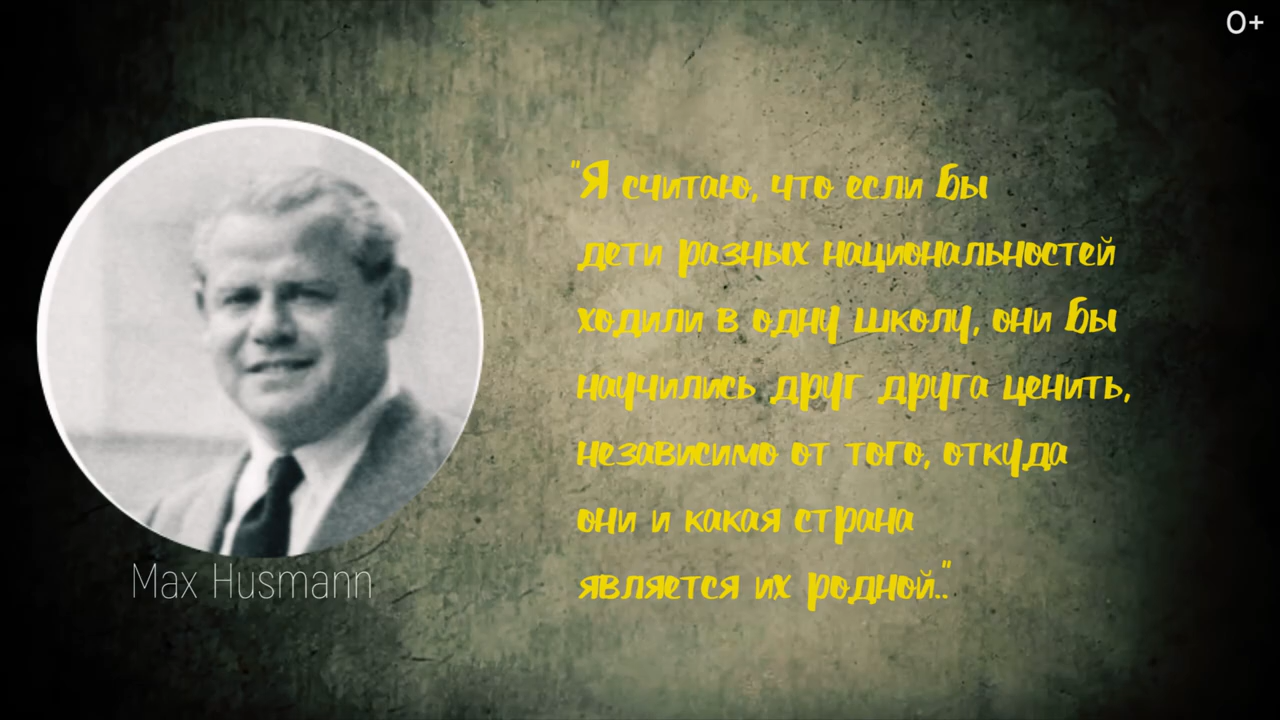 0+
"Я считаю, что если бы
дети разных национальностей
ходили в одну школу, они бы
научились друг друга ценить,
независимо от того, откуда
они и какая страна
является их родной.."
Max Husmann